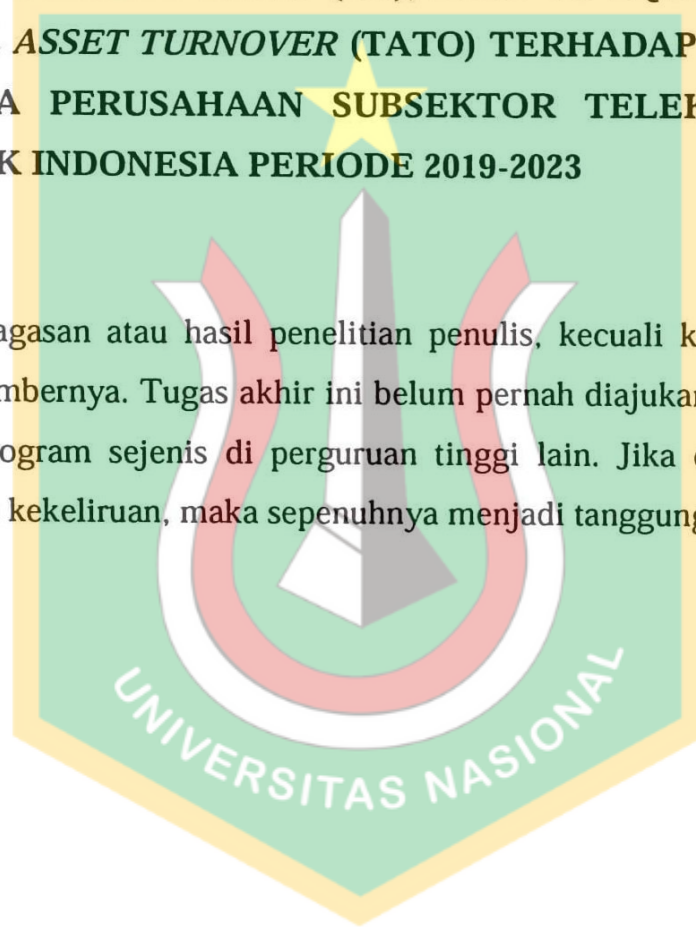 ASSET TURNOVER (TATO) TERHADAP
A PERUSAHAAN SUBSEKTOR TELEK
K INDONESIA PERIODE 2019-2023
agasan atau hasil penelitian penulis, kecuali k
mbernya. Tugas akhir ini belum pernah diajukan
ogram sejenis di perguruan tinggi lain. Jika
kekeliruan, maka sepenuhnya menjadi tanggung
UNIVERSITAS NASIONAL